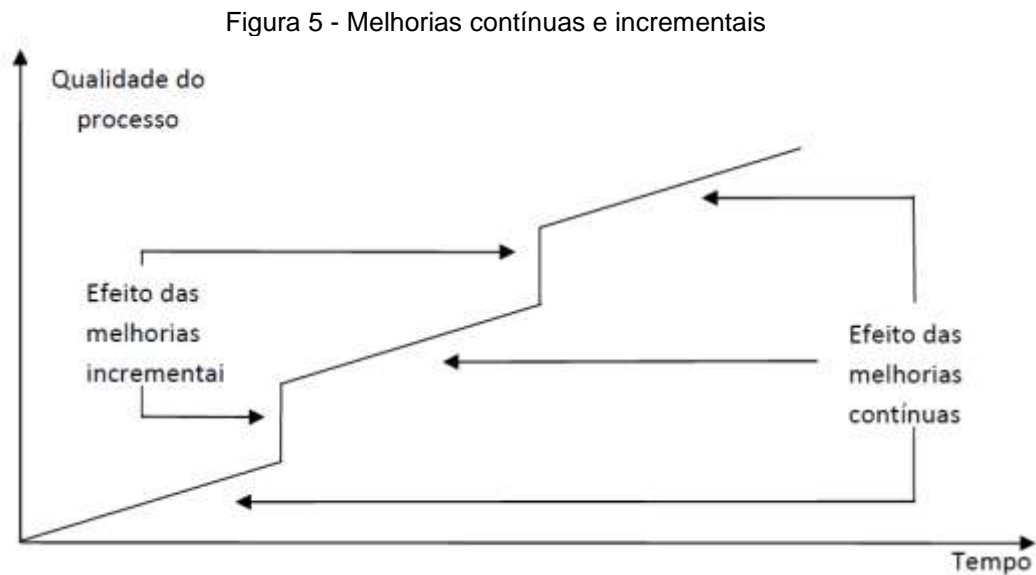 Figura 5 - Melhorias contínuas e incrementais
Qualidade do
processo
Efeito das
melhorias
incrementai
Efeito das
melhorias
contínuas
Tempo